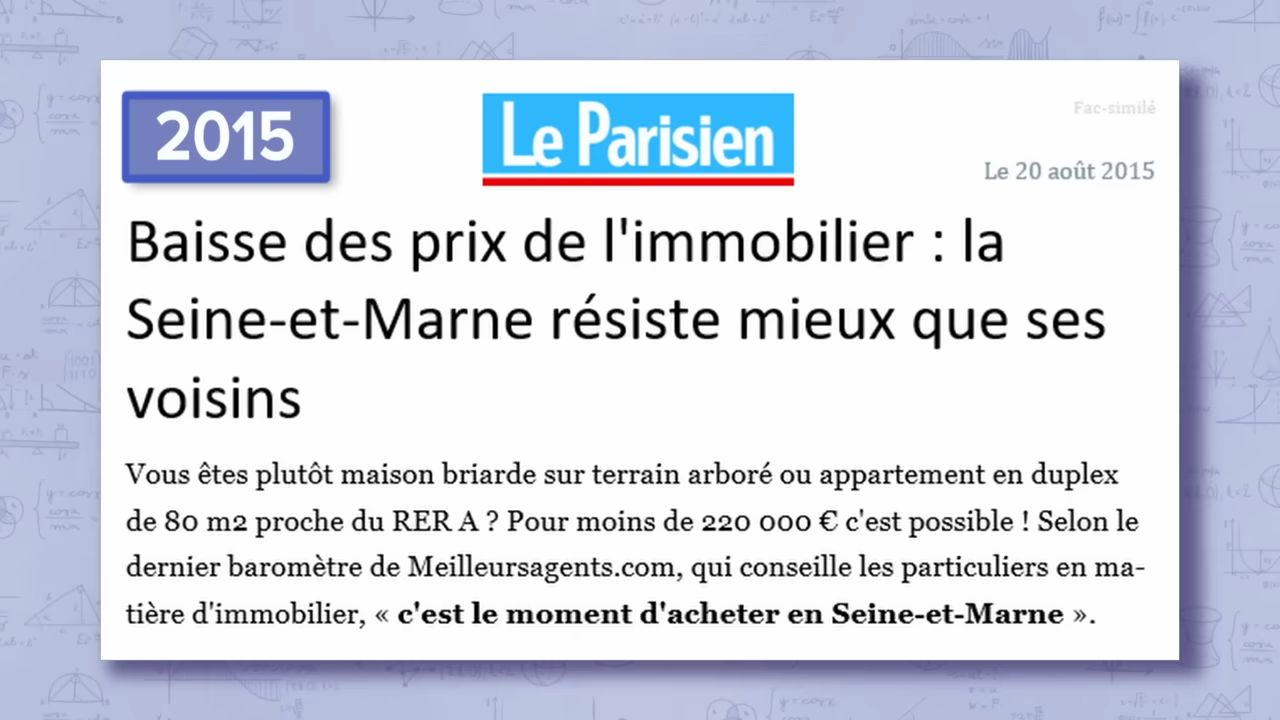 2015
Le Parisien
Fac-similé
Le 20 août 2015
Baisse des prix de l'immobilier : la
Seine-et-Marne résiste mieux que ses
voisins
Vous êtes plutôt maison briarde sur terrain arboré ou appartement en duplex
de 80 m2 proche du RER A ? Pour moins de 220 000 € c'est possible ! Selon le
dernier baromètre de Meilleursagents.com, qui conseille les particuliers en ma-
tière d'immobilier, « c'est le moment d'acheter en Seine-et-Marne ».